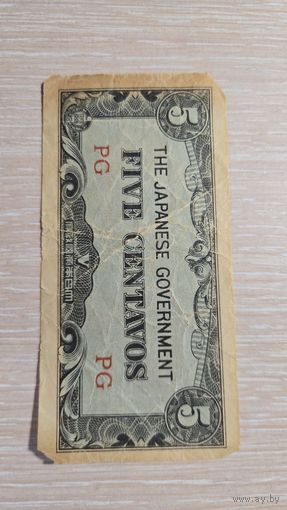 5
THE JAPANESE GOVERNMENT
PG
FIVE CENTAVOS
PG
5
www.ay.by